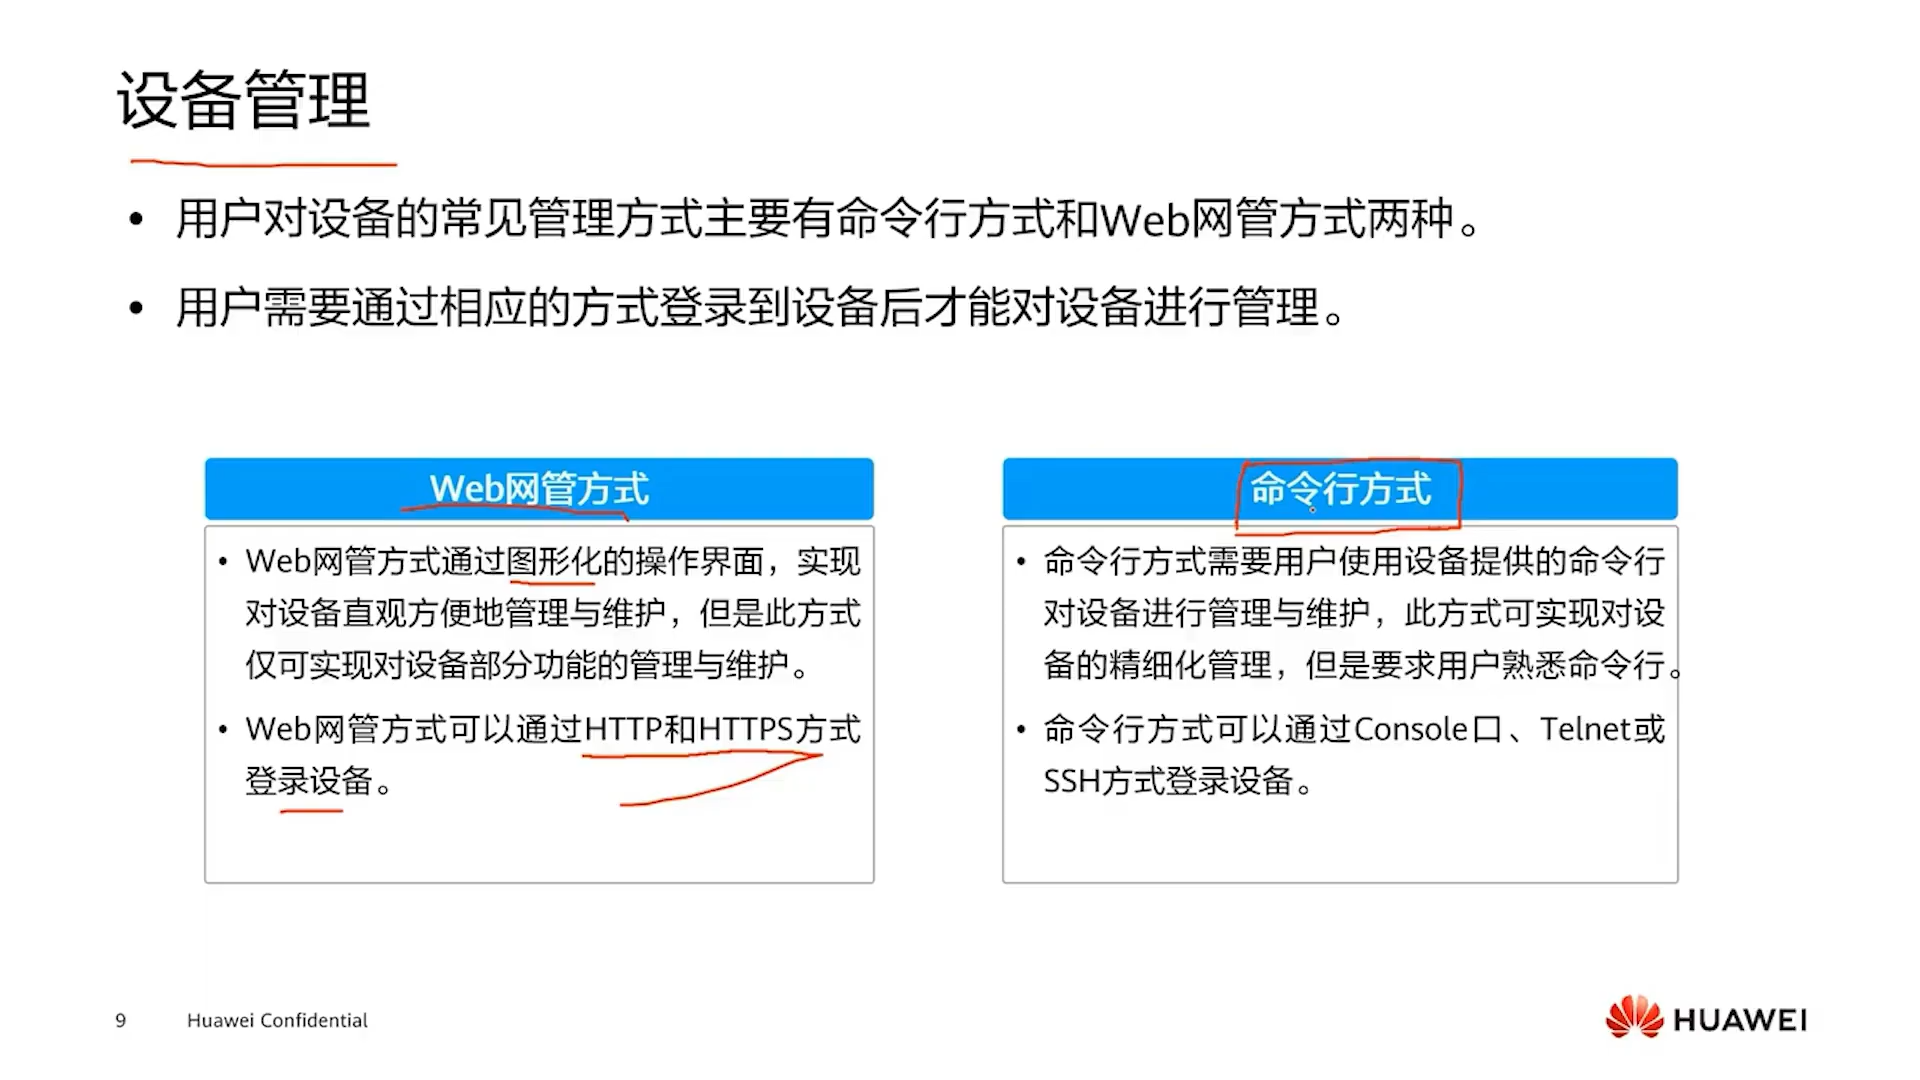 设备管理
• 用户对设备的常见管理方式主要有命令行方式和Web网管方式两种。
• 用户需要通过相应的方式登录到设备后才能对设备进行管理。
Web网管方式
• Web网管方式通过图形化的操作界面，实现
对设备直观方便地管理与维护，但是此方式
仅可实现对设备部分功能的管理与维护。
• Web网管方式可以通过HTTP和HTTPS方式
登录设备。
命令行方式
• 命令行方式需要用户使用设备提供的命令行
对设备进行管理与维护，此方式可实现对设
备的精细化管理，但是要求用户熟悉命令行。
• 命令行方式可以通过Console口、Telnet或
SSH方式登录设备。
9 Huawei Confidential
HUAWEI